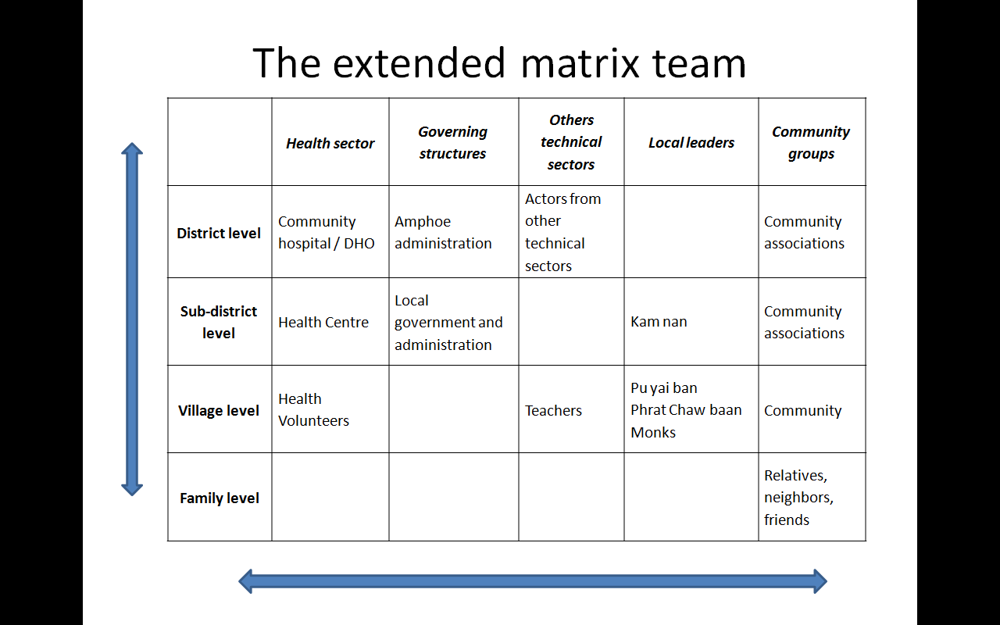 The extended matrix team
Health sector
Governing
structures
Others
technical
sectors
Local leaders
Community
groups
District level
Community
hospital / DHO
Amphoe
administration
Actors from
other
technical
sectors
Community
associations
Sub-district
level
Health Centre
Local
government and
administration
Kam nan
Community
associations
Village level
Health
Volunteers
Teachers
Pu yai ban
Phrat Chaw baan
Monks
Community
Family level
Relatives,
neighbors,
friends